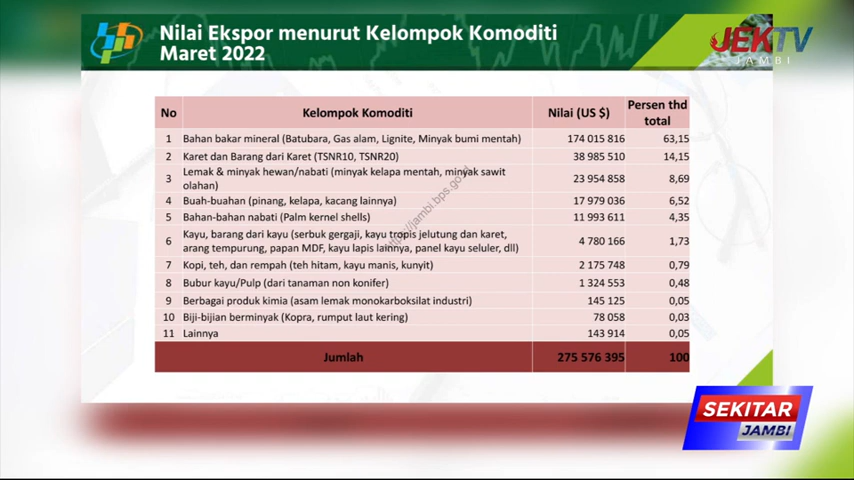 Nilai Ekspor menurut Kelompok Komoditi
Maret 2022
JEKTV
JAMBI
No Kelompok Komoditi Nilai (US $) Persen thd total
1 Bahan bakar mineral (Batubara, Gas alam, Lignite, Minyak bumi mentah) 174 015 816 63,15
2 Karet dan Barang dari Karet (TSNR10, TSNR20) 38 985 510 14,15
3 Lemak & minyak hewan/nabati (minyak kelapa mentah, minyak sawit
olahan) 23 954 858 8,69
4 Buah-buahan (pinang, kelapa, kacang lainnya) 17 979 036 6,52
5 Bahan-bahan nabati (Palm kernel shells) 11 993 611 4,35
6 Kayu, barang dari kayu (serbuk gergaji, kayu tropis jelutung dan karet,
arang tempurung, papan MDF, kayu lapis lainnya, panel kayu seluler, dll) 4 780 166 1,73
7 Kopi, teh, dan rempah (teh hitam, kayu manis, kunyit) 2 175 748 0,79
8 Bubur kayu/Pulp (dari tanaman non konifer) 1 324 553 0,48
9 Berbagai produk kimia (asam lemak monokarboksilat industri) 145 125 0,05
10 Biji-bijian berminyak (Kopra, rumput laut kering) 78 058 0,03
11 Lainnya 143 914 0,05
Jumlah 275 576 395 100
https://jambi.bps.go.id
SEKITAR
JAMBI